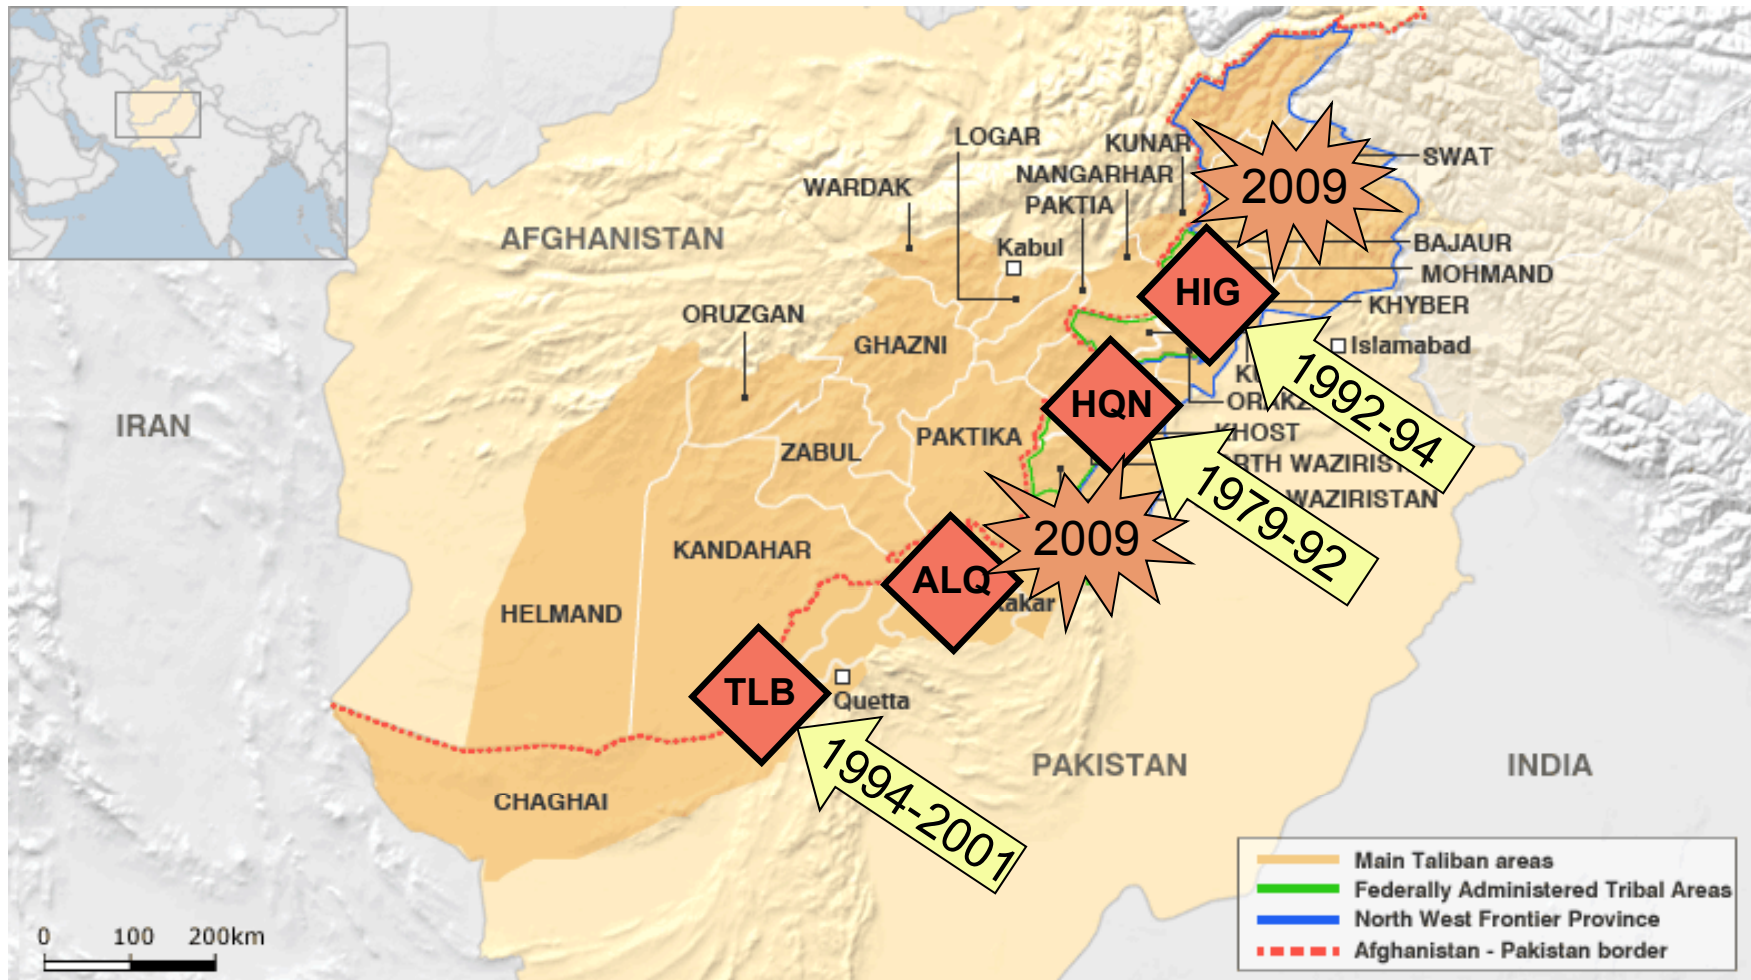 LOGAR
KUNAR
SWAT
NANGARHAR
WARDAK
PAKTIA
2009
AFGHANISTAN
Kabul
BAJAUR
MOHMAND
HIG
KHYBER
ORUZGAN
GHAZNI
Islamabad
1992-94
HQN
KHOST
IRAN
ZABUL
PAKTIKA
WAZIRISTAN
1979-92
2009
KANDAHAR
ALQ
HELMAND
TLB
Quetta
1994-2001
PAKISTAN
INDIA
CHAGHAI
Main Taliban areas
Federally Administered Tribal Areas
North West Frontier Province
Afghanistan - Pakistan border
0 100 200km